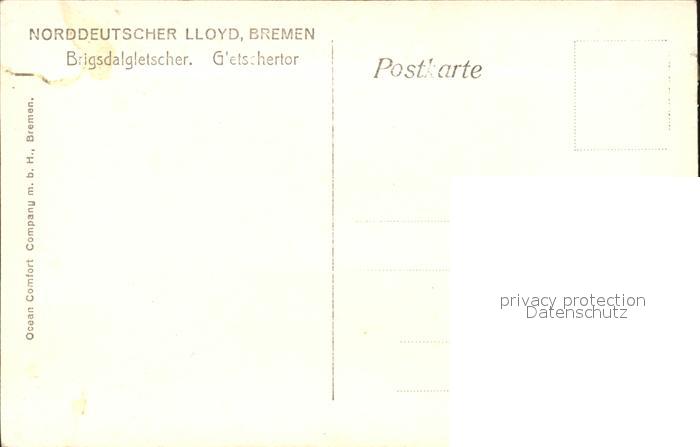 NORDDEUTSCHER LLOYD, BREMEN
Brigsdalgletscher. Gletschertor
Postkarte
Ocean Comfort Company m. b. H., Bremen.
privacy protection
Datenschutz